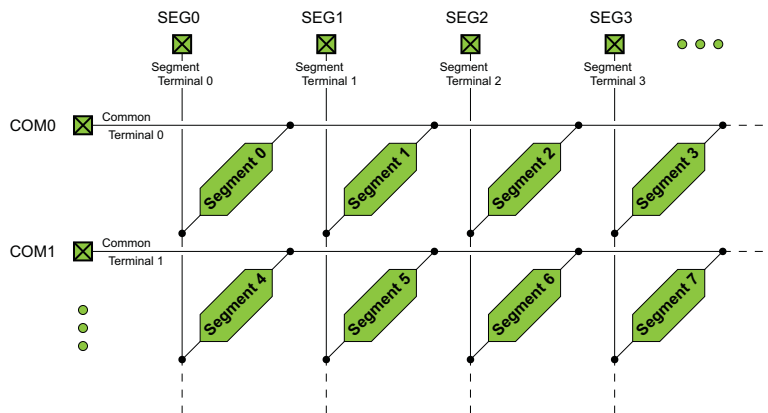 SEG0 SEG1 SEG2 SEG3
Segment Segment Segment Segment
Terminal 0 Terminal 1 Terminal 2 Terminal 3
COM0 Common
Terminal 0
Segment 0 Segment 1 Segment 2 Segment 3
COM1 Common
Terminal 1
Segment 4 Segment 5 Segment 6 Segment 7